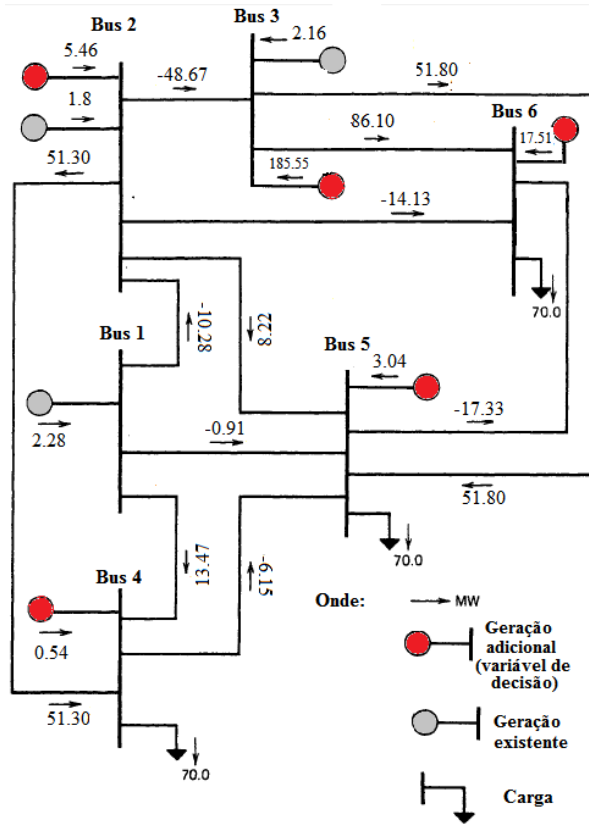 Bus 2
Bus 3
5.46
2.16
-48.67
51.80
1.8
Bus 6
86.10
51.30
185.55
17.51
-14.13
-10.28
8.22
70.0
Bus 1
Bus 5
3.04
2.28
-0.91
-17.33
51.80
13.47
-6.15
70.0
Bus 4
Onde:
MW
0.54
Geração
adicional
(variável de
decisão)
51.30
Geração
existente
70.0
Carga